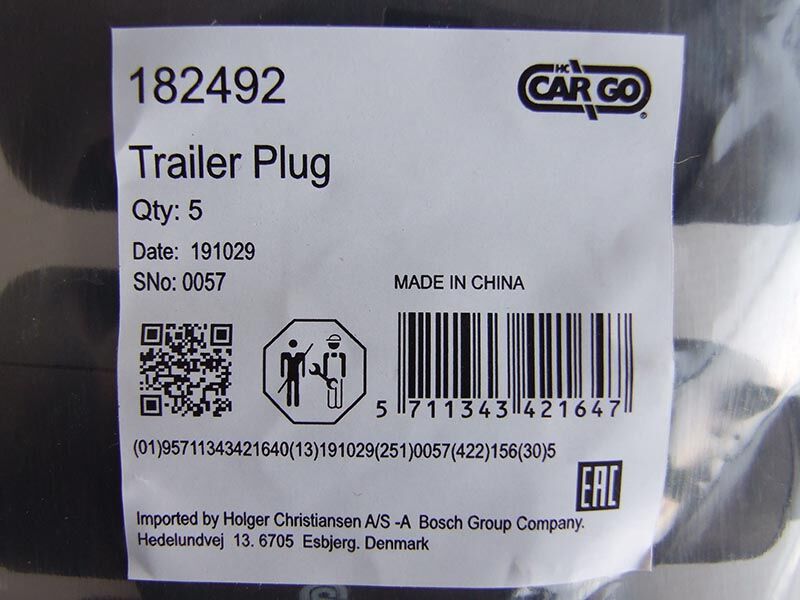 182492
HC
CARGO
®
Trailer Plug
Qty: 5
Date: 191029
SNo: 0057
MADE IN CHINA
5 711343 421647
(01)95711343421640(13)191029(251)0057(422)156(30)5
EAC
Imported by Holger Christiansen A/S -A Bosch Group Company.
Hedelundvej 13. 6705 Esbjerg. Denmark